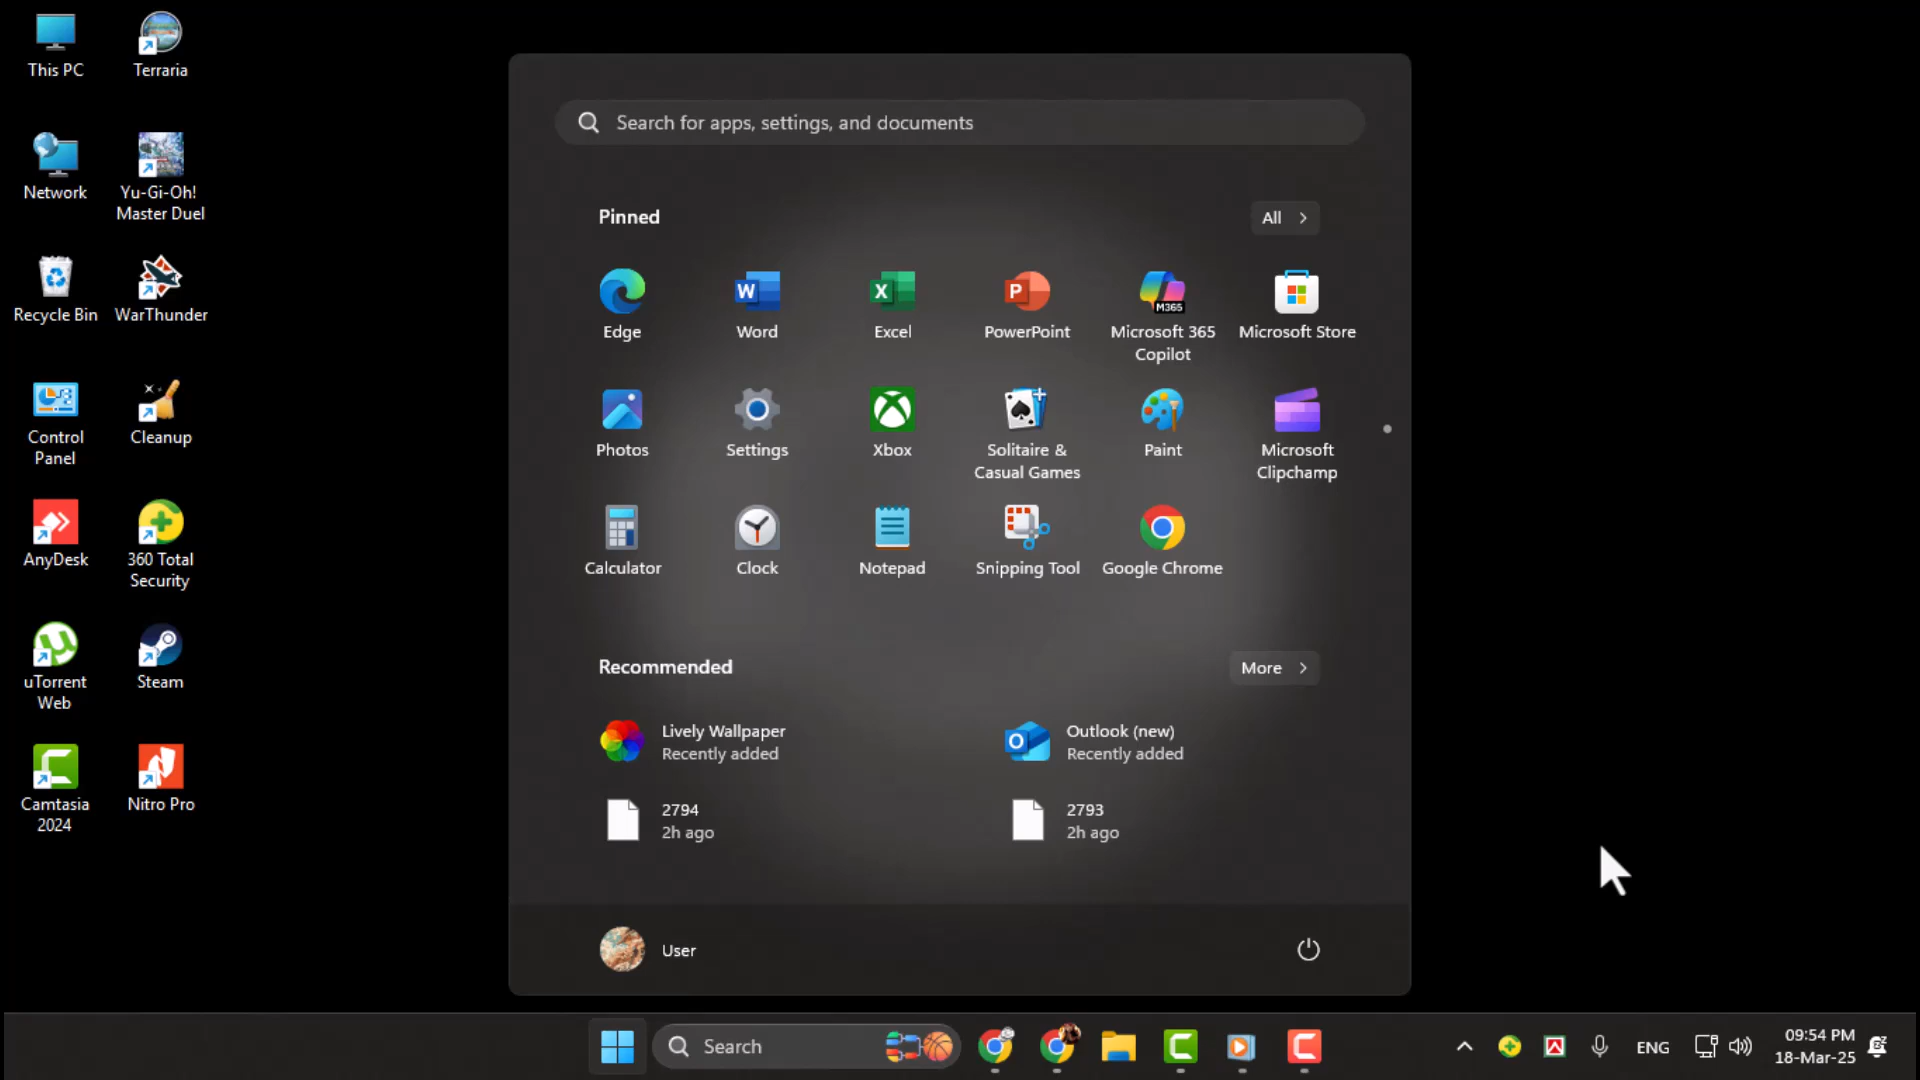 This PC
Terraria
Network
Yu-Gi-Oh!
Master Duel
Recycle Bin
WarThunder
Control
Panel
Cleanup
AnyDesk
360 Total
Security
uTorrent
Web
Steam
Camtasia
2024
Nitro Pro
Search for apps, settings, and documents
Pinned
All
Edge
Word
Excel
PowerPoint
M365
Microsoft 365
Copilot
Microsoft Store
Photos
Settings
Xbox
Solitaire &
Casual Games
Paint
Microsoft
Clipchamp
Calculator
Clock
Notepad
Snipping Tool
Google Chrome
Recommended
More
Lively Wallpaper
Recently added
Outlook (new)
Recently added
2794
2h ago
2793
2h ago
User
Search
ENG
09:54 PM
18-Mar-25